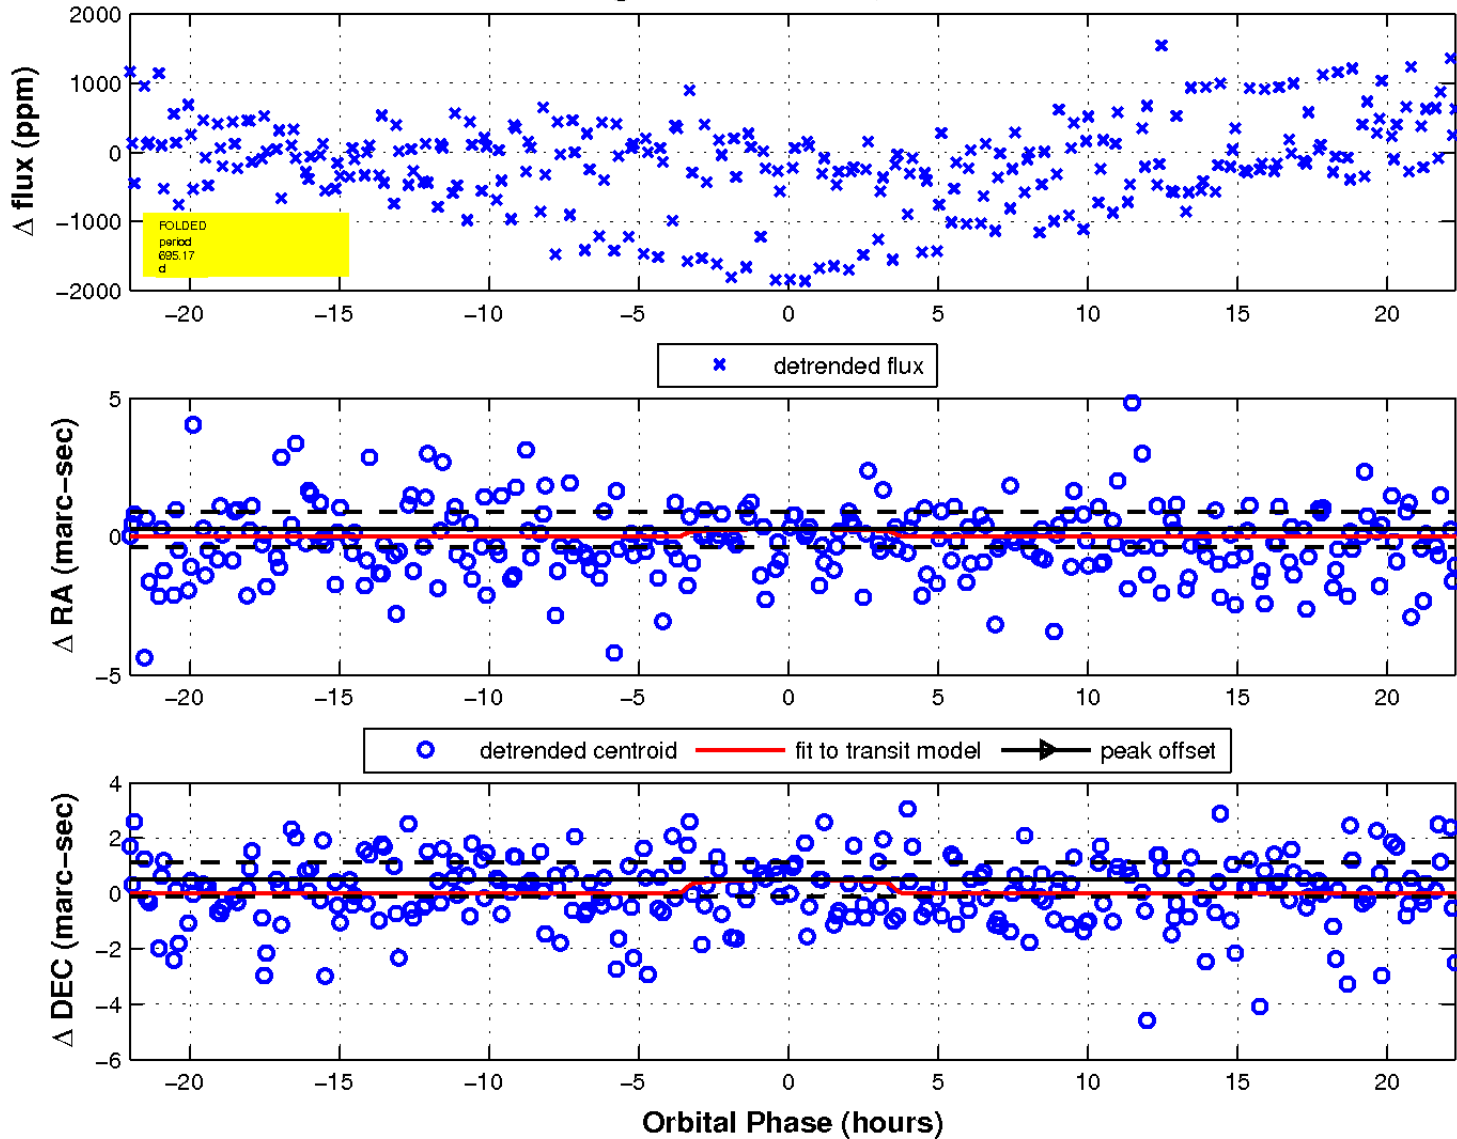 2000
1000
0
−1000
−2000
Δ flux (ppm)
FOLDED
period
695.17
d
−20 −15 −10 −5 0 5 10 15 20
detrended flux
5
0
−5
Δ RA (marc−sec)
−20 −15 −10 −5 0 5 10 15 20
detrended centroid fit to transit model peak offset
4
2
0
−2
−4
−6
Δ DEC (marc−sec)
−20 −15 −10 −5 0 5 10 15 20
Orbital Phase (hours)